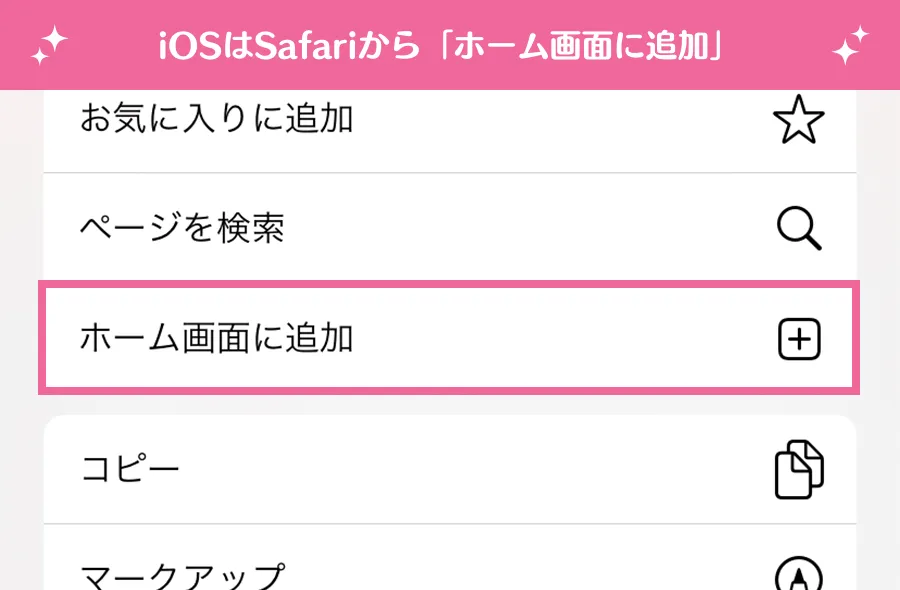 iOSはSafariから「ホーム画面に追加」
お気に入りに追加
ページを検索
ホーム画面に追加
コピー
マークアップ